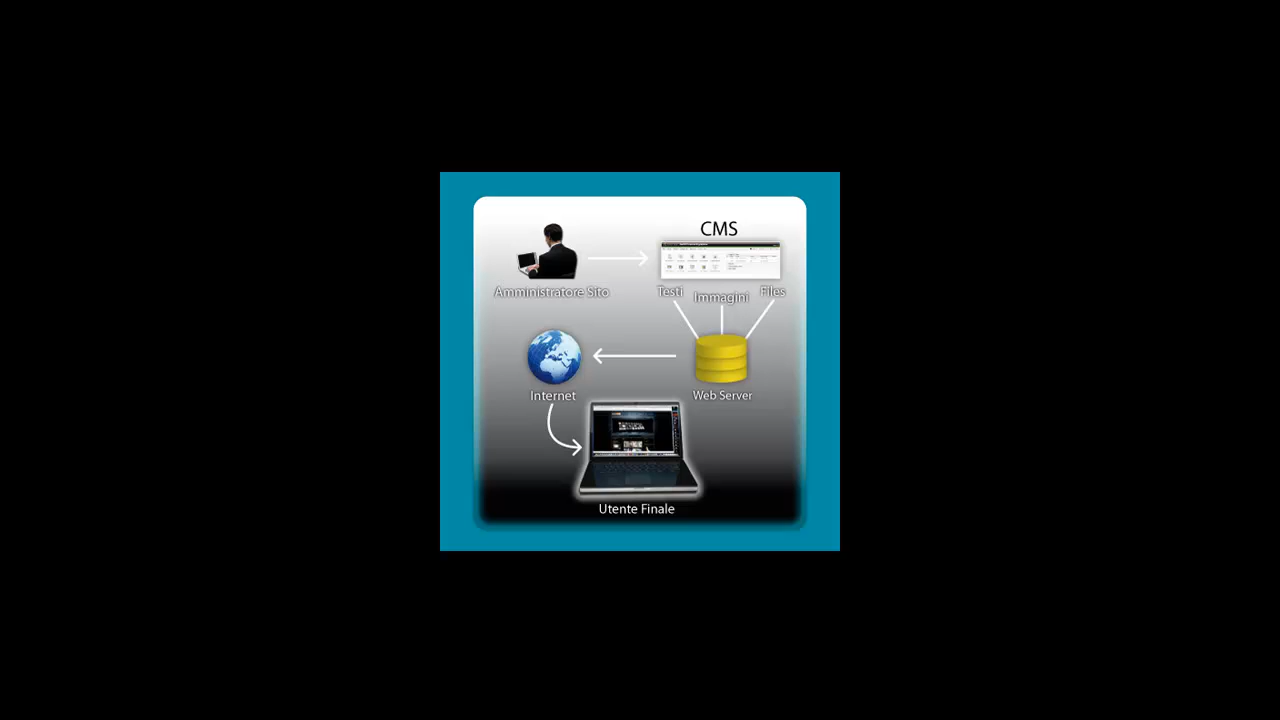 CMS
Amministratore Sito
Testi
Immagini
Files
Internet
Web Server
Utente Finale